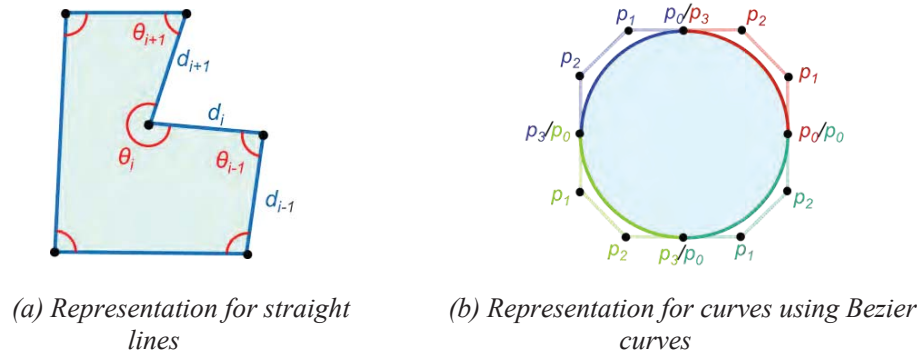 θi+1
di+1
di
θi
θi-1
di-1
(a) Representation for straight
lines
p1
p0/p3
p2
p2
p1
p3/p0
p0/p0
p1
p2
p2
p3/p0
p1
(b) Representation for curves using Bezier
curves